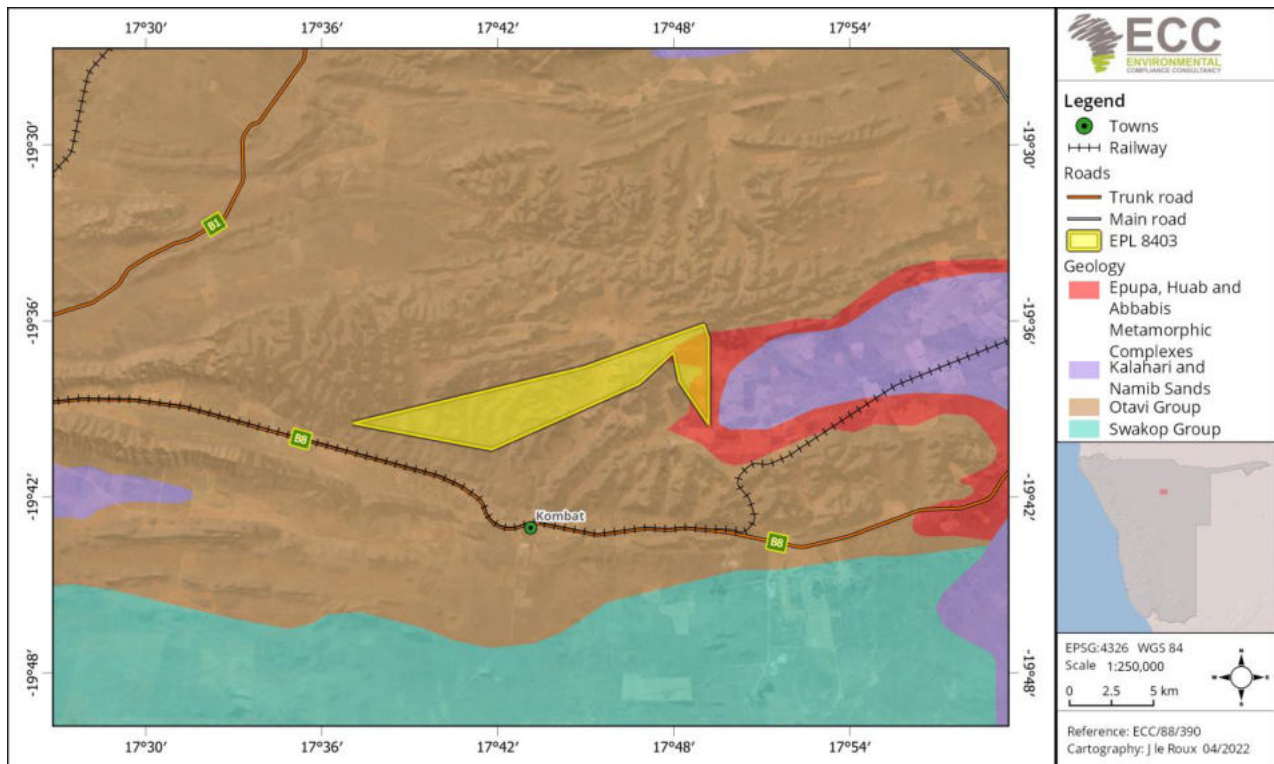 17°30′ 17°36′ 17°42′ 17°48′ 17°54′
-19°30′ -19°30′
B1
-19°36′ -19°36′
B8
-19°42′ -19°42′
Kombat
B8
-19°48′ -19°48′
17°30′ 17°36′ 17°42′ 17°48′ 17°54′
ECC
ENVIRONMENTAL
COMPLIANCE CONSULTANCY
Legend
Towns
Railway
Roads
Trunk road
Main road
EPL 8403
Geology
Epupa, Huab and
Abbabis
Metamorphic
Complexes
Kalahari and
Namib Sands
Otavi Group
Swakop Group
EPSG:4326 WGS 84
Scale 1:250,000
0 2.5 5 km
N
W E
S
Reference: ECC/88/390
Cartography: J le Roux 04/2022